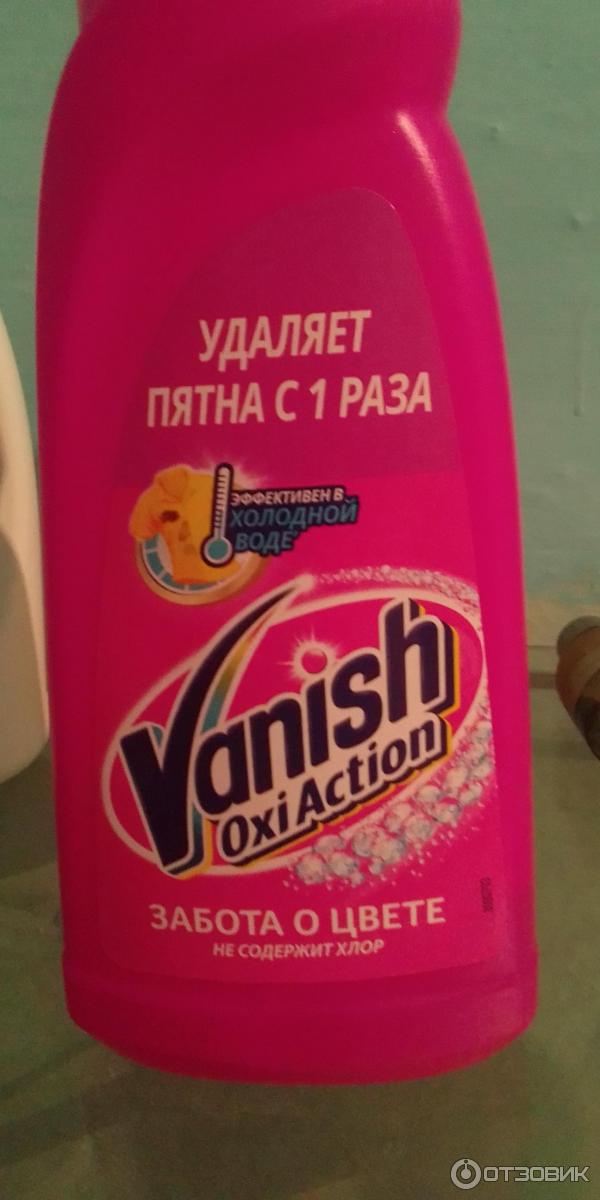 УДАЛЯЕТ
ПЯТНА С 1 РАЗА
ЭФФЕКТИВЕН В
ХОЛОДНОЙ
ВОДЕ*
Vanish
Oxi Action
ЗАБОТА О ЦВЕТЕ
НЕ СОДЕРЖИТ ХЛОР
ОТЗОВИК